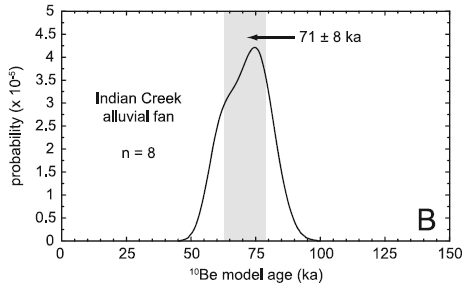 5
4.5
4
3.5
3
2.5
2
1.5
1
0.5
0
probability (x 10⁻⁵)
71 ± 8 ka
Indian Creek
alluvial fan
n = 8
B
0 25 50 75 100 125 150
¹⁰Be model age (ka)